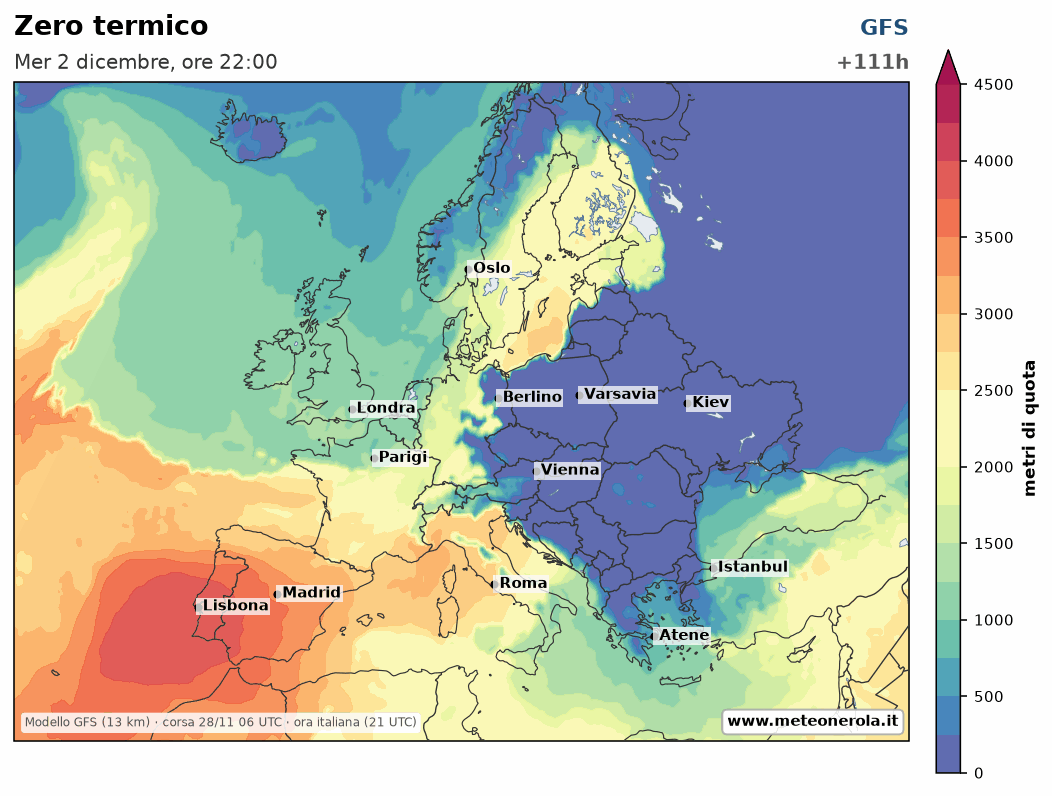 Zero termico
GFS
Mer 2 dicembre, ore 22:00
+111h
4500
4000
3500
3000
2500
2000
1500
1000
500
0
metri di quota
Oslo
Berlino
Varsavia
Kiev
Londra
Parigi
Vienna
Istanbul
Roma
Madrid
Lisbona
Atene
Modello GFS (13 km) · corsa 28/11 06 UTC · ora italiana (21 UTC)
www.meteonerola.it